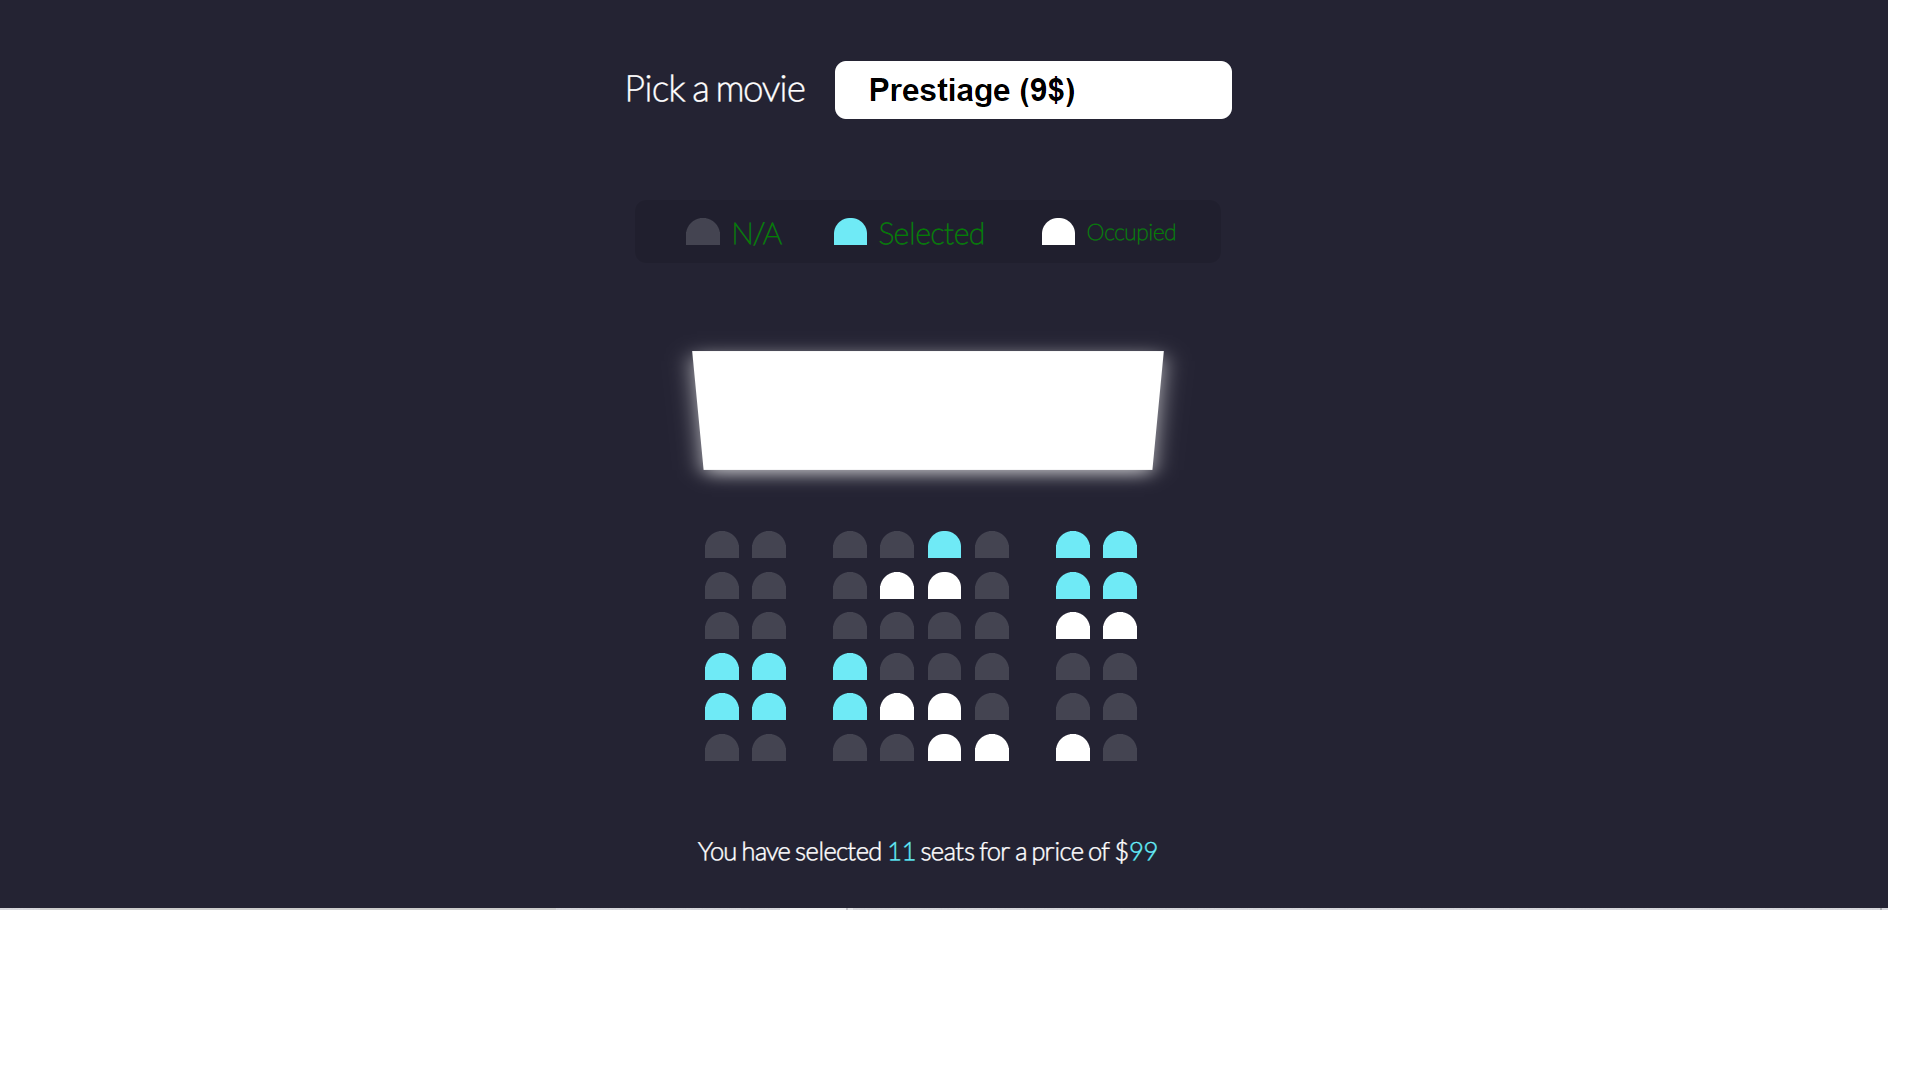 Pick a movie Prestiage (9$)
N/A Selected Occupied
You have selected 11 seats for a price of $99